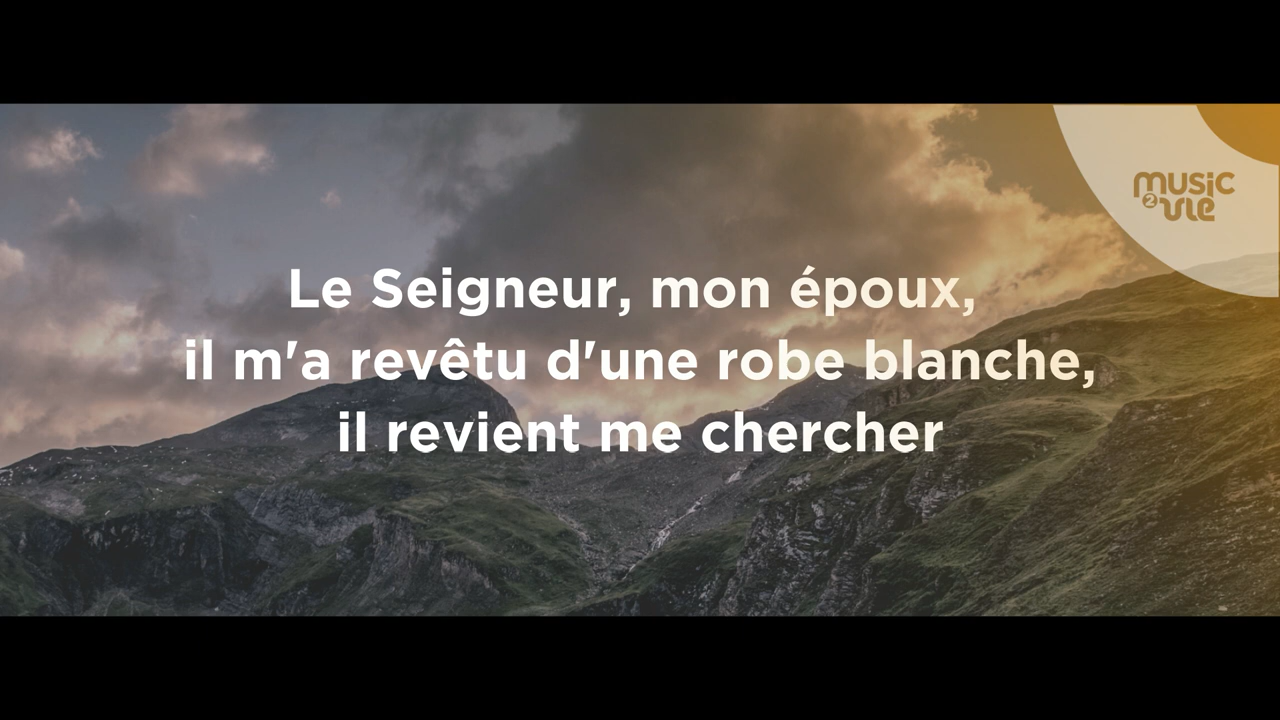 music
2 vie
Le Seigneur, mon époux,
il m'a revêtu d'une robe blanche,
il revient me chercher